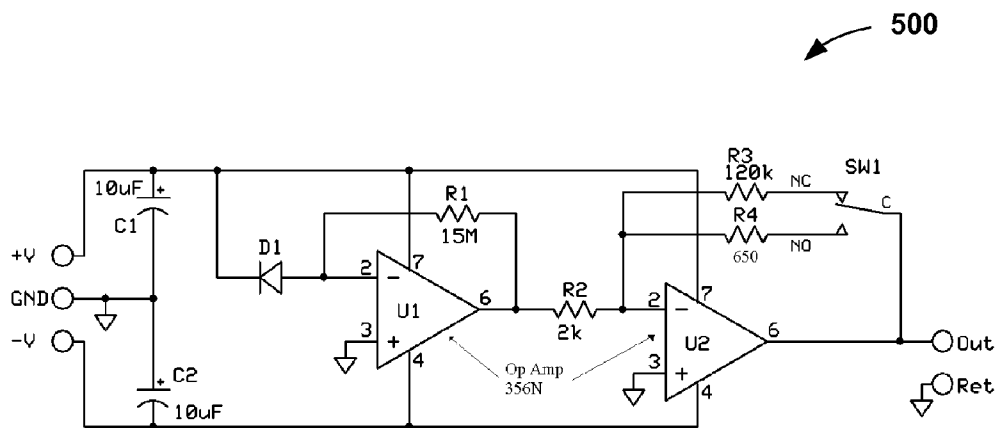 500
10uF
+
C1
+V
GND
-V
+
C2
10uF
D1
R1
15M
2
-
7
U1
6
3
+
4
R2
2k
Op Amp
356N
R3
120k
NC
SW1
C
R4
650
NO
2
-
7
U2
6
3
+
4
Out
Ret